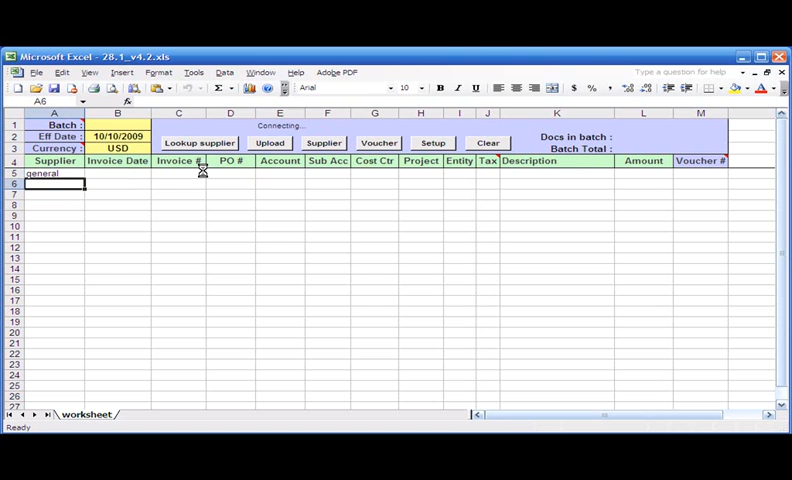 Microsoft Excel - 28.1_v4.2.xls
File Edit View Insert Format Tools Data Window Help Adobe PDF Type a question for help
Arial 10 B I U $ % ,
A6 fx
A B C D E F G H I J K L M
1 Batch : Connecting...
2 Eff Date : 10/10/2009 Docs in batch :
3 Currency : USD Lookup supplier Upload Supplier Voucher Setup Clear Batch Total :
4 Supplier Invoice Date Invoice # PO # Account Sub Acc Cost Ctr Project Entity Tax Description Amount Voucher #
5 general
6
7
8
9
10
11
12
13
14
15
16
17
18
19
20
21
22
23
24
25
26
27
worksheet
Ready